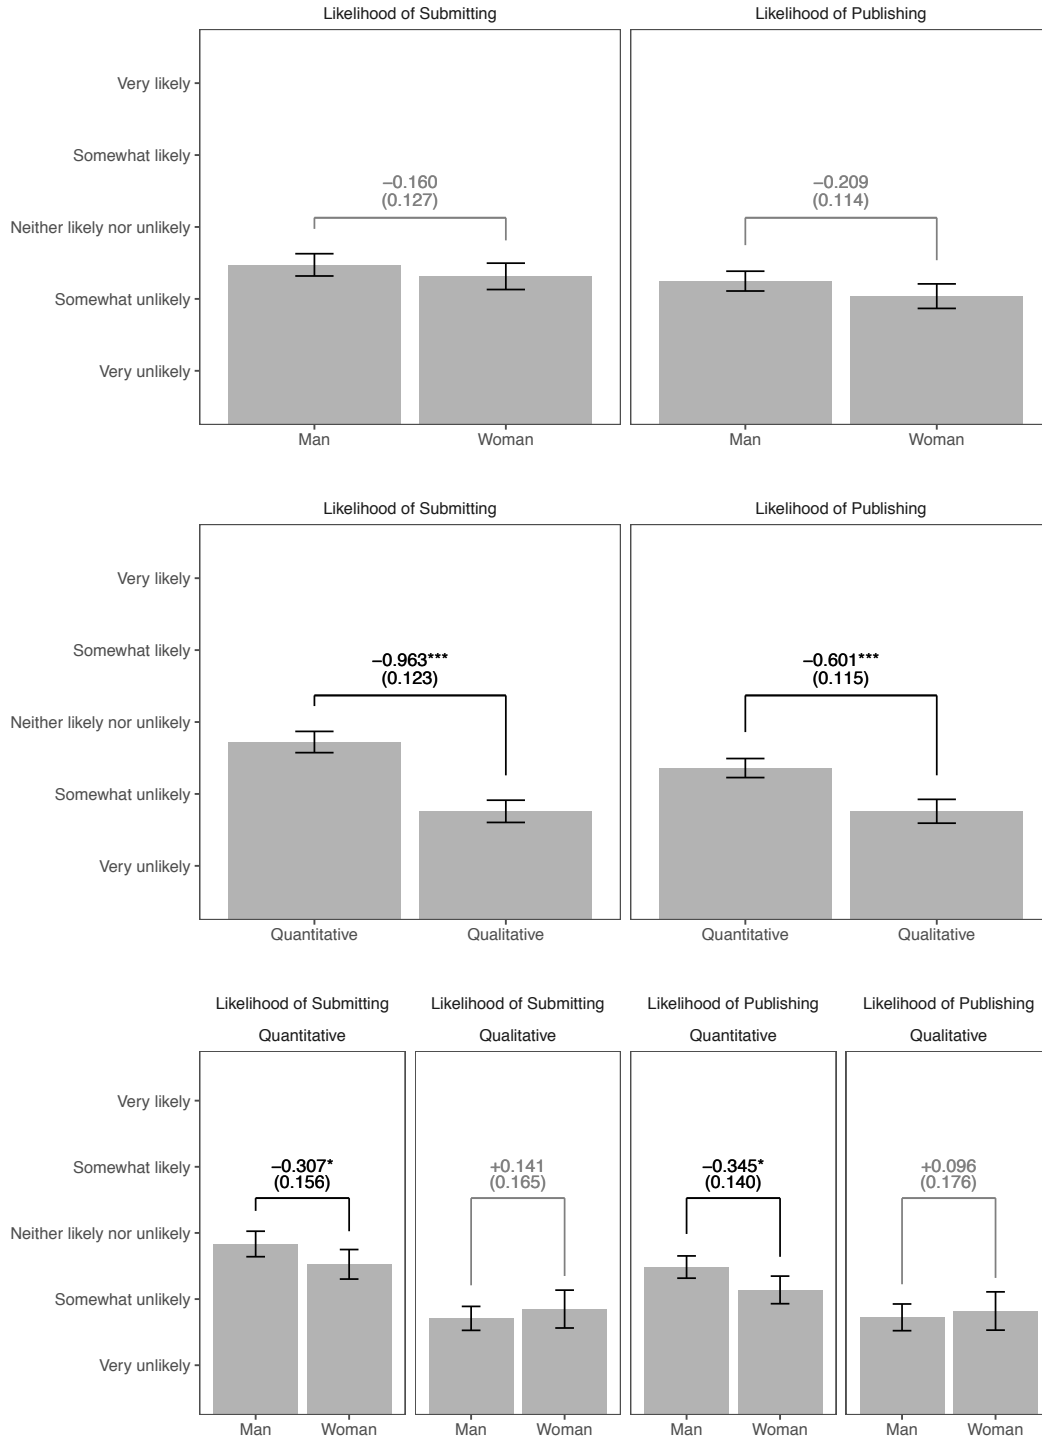 Likelihood of Submitting
Likelihood of Publishing
Very likely
Somewhat likely
Neither likely nor unlikely
Somewhat unlikely
Very unlikely
−0.160
(0.127)
−0.209
(0.114)
Man
Woman
Man
Woman
Likelihood of Submitting
Likelihood of Publishing
Very likely
Somewhat likely
Neither likely nor unlikely
Somewhat unlikely
Very unlikely
−0.963***
(0.123)
−0.601***
(0.115)
Quantitative
Qualitative
Quantitative
Qualitative
Likelihood of Submitting
Likelihood of Submitting
Likelihood of Publishing
Likelihood of Publishing
Quantitative
Qualitative
Quantitative
Qualitative
Very likely
Somewhat likely
Neither likely nor unlikely
Somewhat unlikely
Very unlikely
−0.307*
(0.156)
+0.141
(0.165)
−0.345*
(0.140)
+0.096
(0.176)
Man
Woman
Man
Woman
Man
Woman
Man
Woman